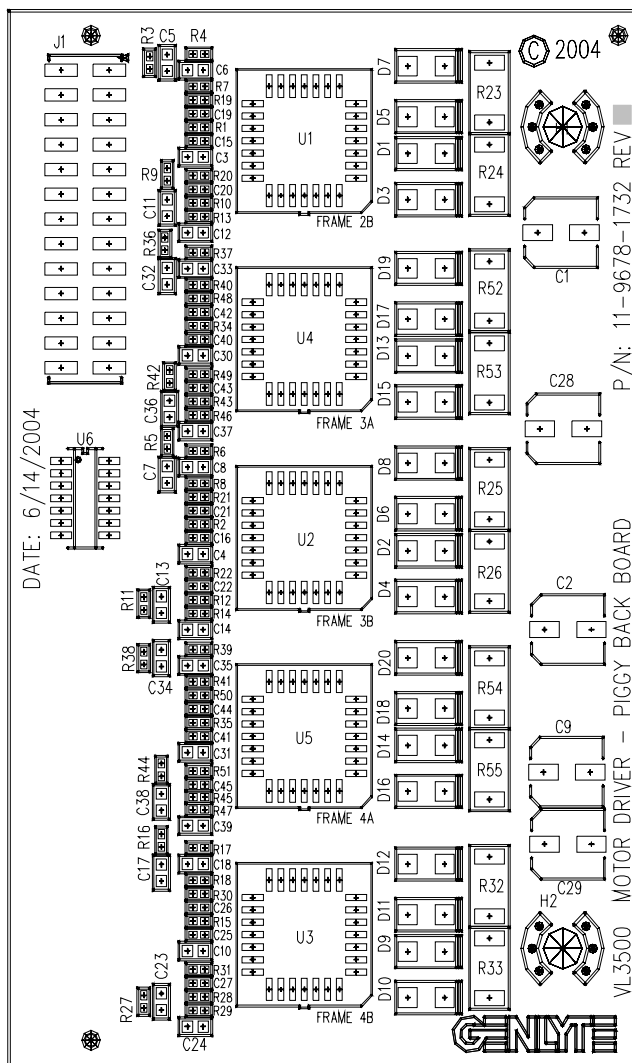 J1
R3
C5
R4
C6
R7
R19
C19
R1
C15
C3
R9
R20
C20
R10
R13
C11
C12
R36
R37
C33
C32
R40
R48
C42
R34
C40
C30
R42
R49
C43
R43
R46
C36
C37
R5
R6
C7
C8
R8
R21
C21
R2
C16
C4
R22
C22
R12
R14
R11
C13
C14
R38
R39
C34
C35
R41
R50
C44
R35
C41
C31
R44
R51
C45
R45
R47
C38
C39
R16
R17
C17
C18
R18
R30
C26
R15
C25
C10
R31
C27
R28
R29
R27
C23
C24
U6
DATE: 6/14/2004
U1
FRAME 2B
U4
FRAME 3A
U2
FRAME 3B
U5
FRAME 4A
U3
FRAME 4B
D7
D5
D1
D3
D19
D17
D13
D15
D8
D6
D2
D4
D20
D18
D14
D16
D12
D11
D9
D10
R23
R24
R52
R53
R25
R26
R54
R55
R32
R33
© 2004
C1
C28
C2
C9
C29
H2
VL3500 MOTOR DRIVER - PIGGY BACK BOARD P/N: 11-9678-1732 REV
GENLYTE